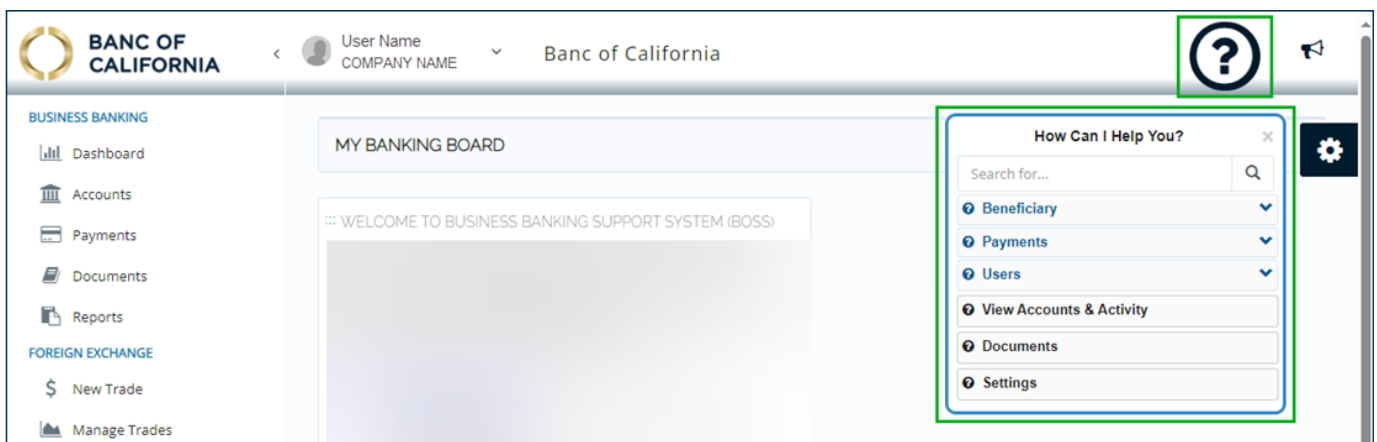 BANC OF
CALIFORNIA
User Name
COMPANY NAME
Banc of California
BUSINESS BANKING
Dashboard
Accounts
Payments
Documents
Reports
FOREIGN EXCHANGE
$ New Trade
Manage Trades
MY BANKING BOARD
::: WELCOME TO BUSINESS BANKING SUPPORT SYSTEM (BOSS)
How Can I Help You?
Search for...
Beneficiary
Payments
Users
View Accounts & Activity
Documents
Settings